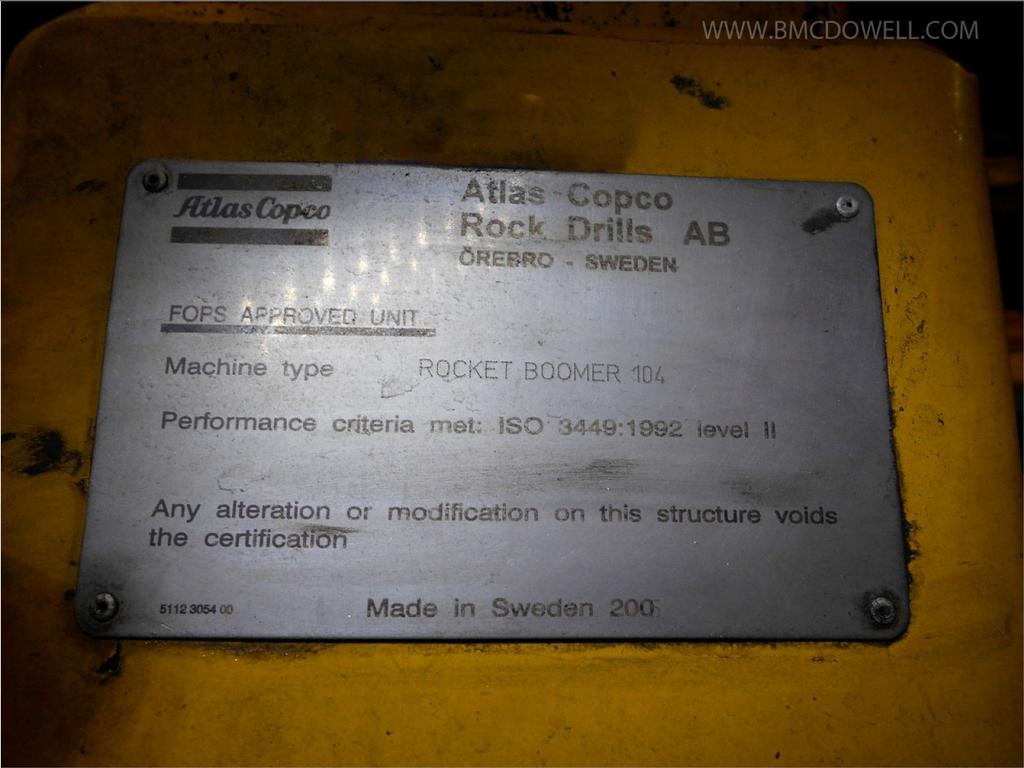 WWW.BMCDOWELL.COM
Atlas Copco
Atlas Copco
Rock Drills AB
ÖREBRO - SWEDEN
FOPS APPROVED UNIT
Machine type ROCKET BOOMER 104
Performance criteria met: ISO 3449:1992 level II
Any alteration or modification on this structure voids
the certification
5112 3054 00
Made in Sweden